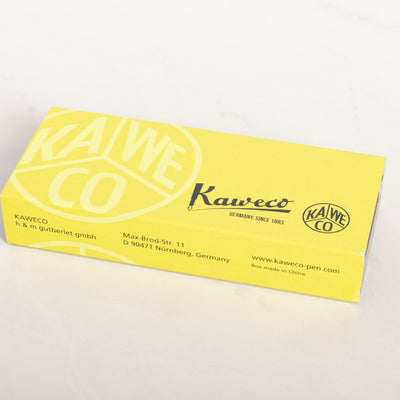 KA WE
CO
Kaweco
GERMANY, SINCE 1883
KA WE
CO
KAWECO
h & m gutberlet gmbh
Max-Brod-Str. 11
D 90471 Nürnberg, Germany
www.kaweco-pen.com
Box made in China